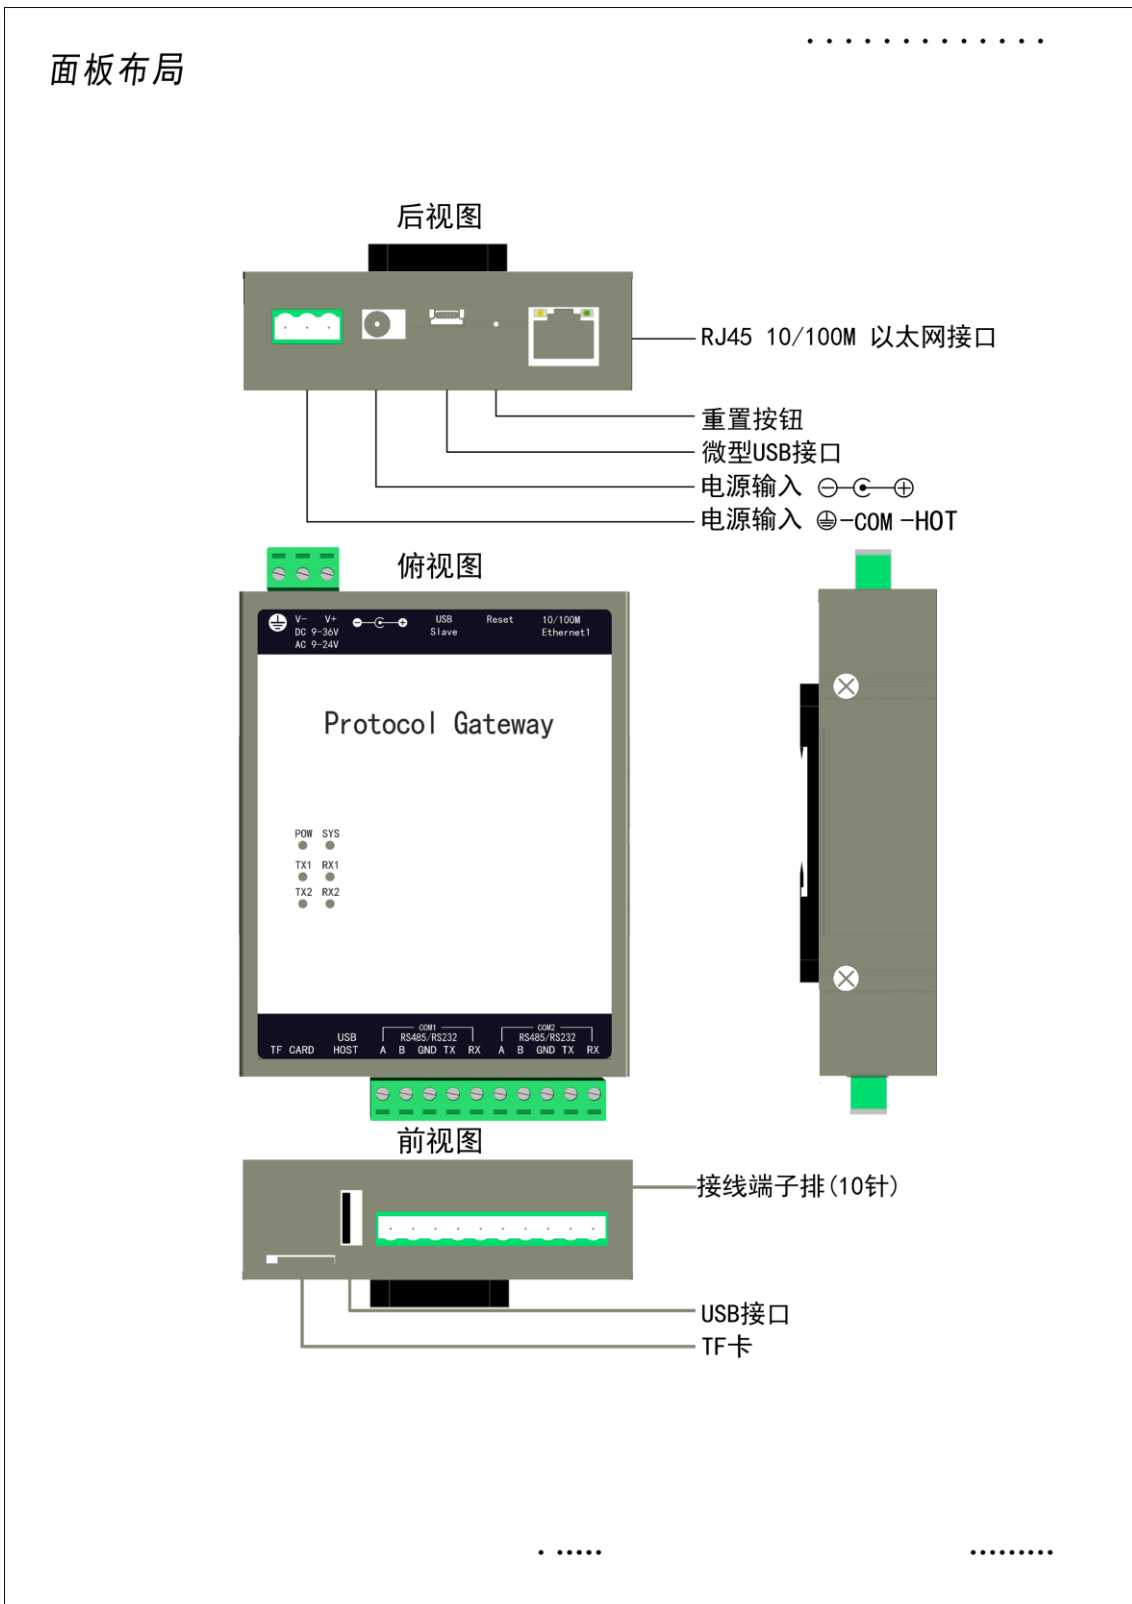 面板布局
后视图
RJ45 10/100M 以太网接口
重置按钮
微型USB接口
电源输入
电源输入 -COM -HOT
俯视图
V- V+
DC 9-36V
AC 9-24V
USB
Slave
Reset
10/100M
Ethernet1
Protocol Gateway
POW SYS
TX1 RX1
TX2 RX2
TF CARD
USB
HOST
COM1
RS485/RS232
A B GND TX RX
COM2
RS485/RS232
A B GND TX RX
前视图
接线端子排(10针)
USB接口
TF卡